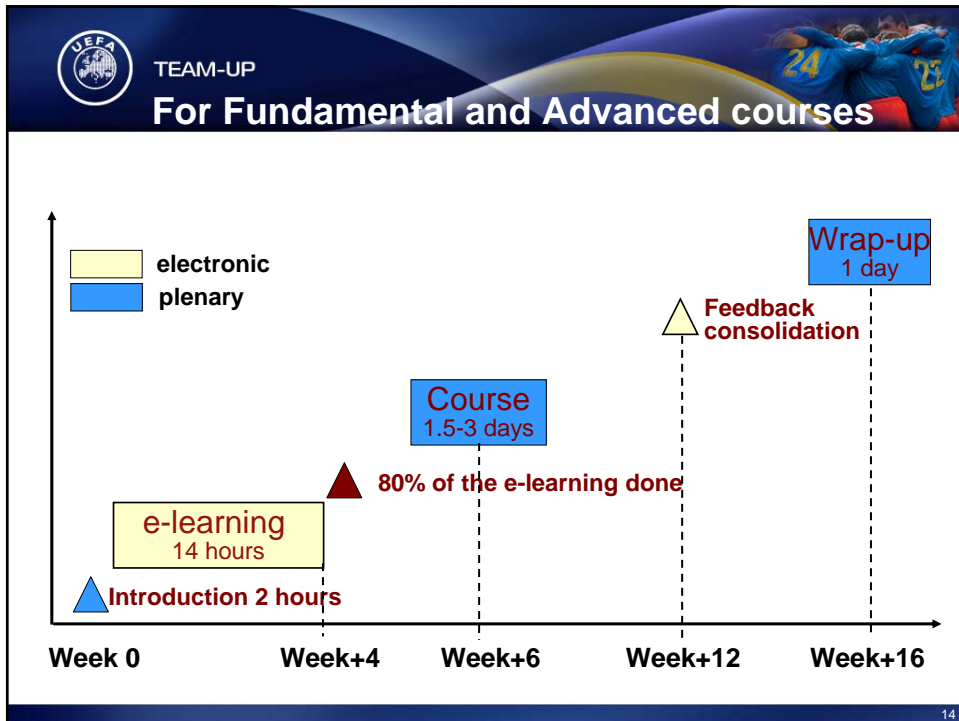 UEFA
TEAM-UP
24
22
For Fundamental and Advanced courses
electronic
plenary
Wrap-up
1 day
Feedback
consolidation
Course
1.5-3 days
80% of the e-learning done
e-learning
14 hours
Introduction 2 hours
Week 0
Week+4
Week+6
Week+12
Week+16
14